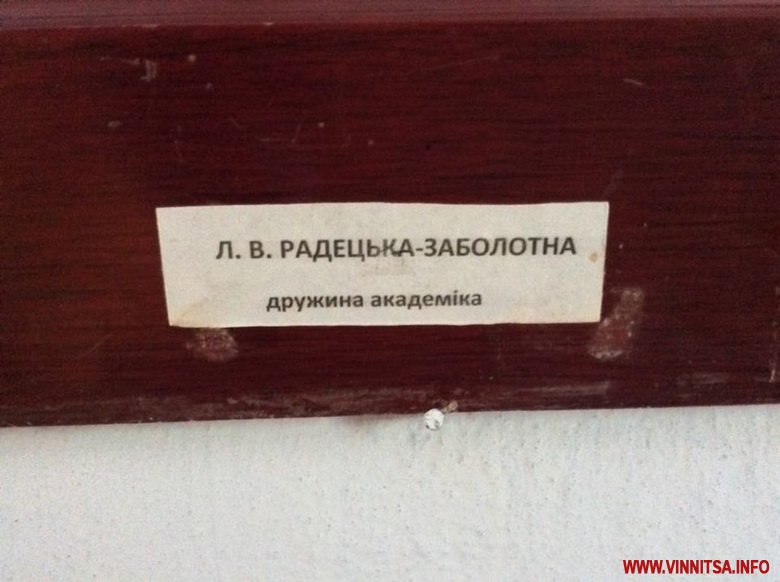 Л. В. РАДЕЦЬКА-ЗАБОЛОТНА
дружина академіка
WWW.VINNITSA.INFO